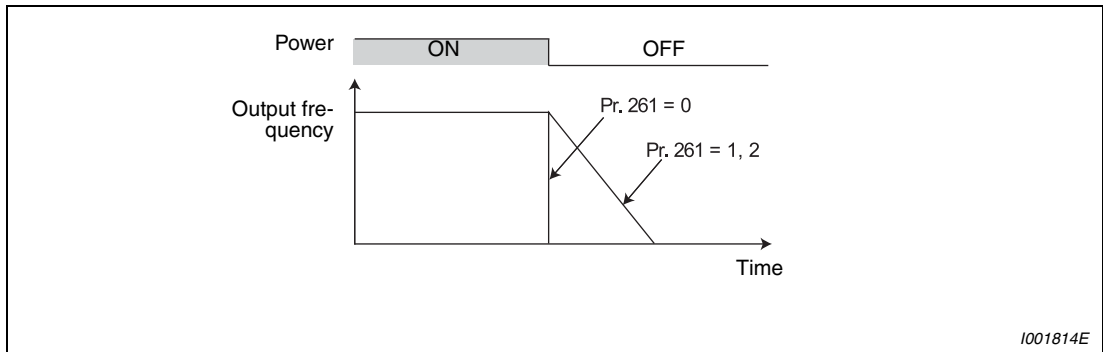 Power
ON
OFF
Output fre-
quency
Pr. 261 = 0
Pr. 261 = 1, 2
Time
I001814E